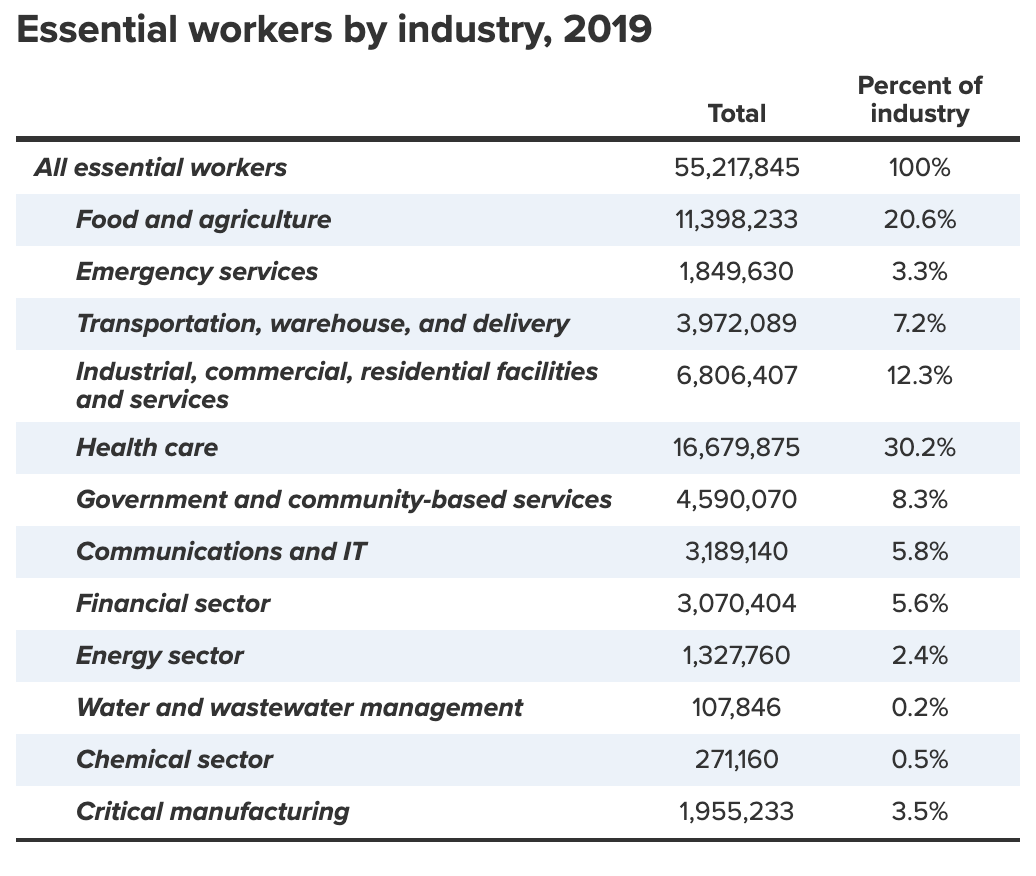 Essential workers by industry, 2019
Total Percent of industry
All essential workers 55,217,845 100%
Food and agriculture 11,398,233 20.6%
Emergency services 1,849,630 3.3%
Transportation, warehouse, and delivery 3,972,089 7.2%
Industrial, commercial, residential facilities
and services 6,806,407 12.3%
Health care 16,679,875 30.2%
Government and community-based services 4,590,070 8.3%
Communications and IT 3,189,140 5.8%
Financial sector 3,070,404 5.6%
Energy sector 1,327,760 2.4%
Water and wastewater management 107,846 0.2%
Chemical sector 271,160 0.5%
Critical manufacturing 1,955,233 3.5%